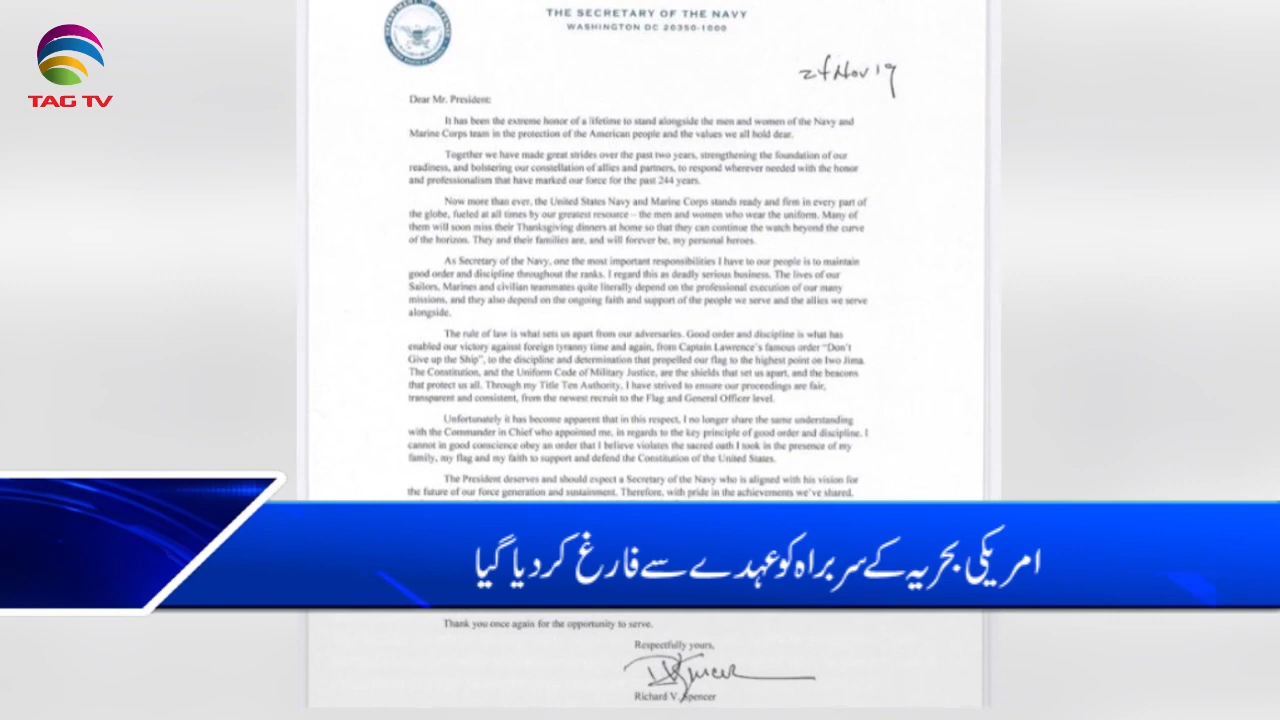 TAG TV
THE SECRETARY OF THE NAVY
WASHINGTON DC 20350-1000
24 Nov 19
Dear Mr. President:
It has been the extreme honor of a lifetime to stand alongside the men and women of the Navy and
Marine Corps team in the protection of the American people and the values we all hold dear.
Together we have made great strides over the past two years, strengthening the foundation of our
readiness, and bolstering our constellation of allies and partners, to respond wherever needed with the honor
and professionalism that have marked our force for the past 244 years.
Now more than ever, the United States Navy and Marine Corps stands ready and firm in every part of
the globe, fueled at all times by our greatest resource – the men and women who wear the uniform. Many of
them will soon miss their Thanksgiving dinners at home so that they can continue the watch beyond the curve
of the horizon. They and their families are, and will forever be, my personal heroes.
As Secretary of the Navy, one the most important responsibilities I have to our people is to maintain
good order and discipline throughout the ranks. I regard this as deadly serious business. The lives of our
Sailors, Marines and civilian teammates quite literally depend on the professional execution of our many
missions, and they also depend on the ongoing faith and support of the people we serve and the allies we serve
alongside.
The rule of law is what sets us apart from our adversaries. Good order and discipline is what has
enabled our victory against foreign tyranny time and again, from Captain Lawrence's famous order "Don't
Give up the Ship", to the discipline and determination that propelled our flag to the highest point on Iwo Jima.
The Constitution, and the Uniform Code of Military Justice, are the shields that set us apart, and the beacons
that protect us all. Through my Title Ten Authority, I have strived to ensure our proceedings are fair,
transparent and consistent, from the newest recruit to the Flag and General Officer level.
Unfortunately it has become apparent that in this respect, I no longer share the same understanding
with the Commander in Chief who appointed me, in regards to the key principle of good order and discipline. I
cannot in good conscience obey an order that I believe violates the sacred oath I took in the presence of my
family, my flag and my faith to support and defend the Constitution of the United States.
The President deserves and should expect a Secretary of the Navy who is aligned with his vision for
the future of our force generation and sustainment. Therefore, with pride in the achievements we've shared,
امریکی بحریہ کے سربراہ کو عہدے سے فارغ کر دیا گیا
Thank you once again for the opportunity to serve.
Respectfully yours,
Richard V. Spencer